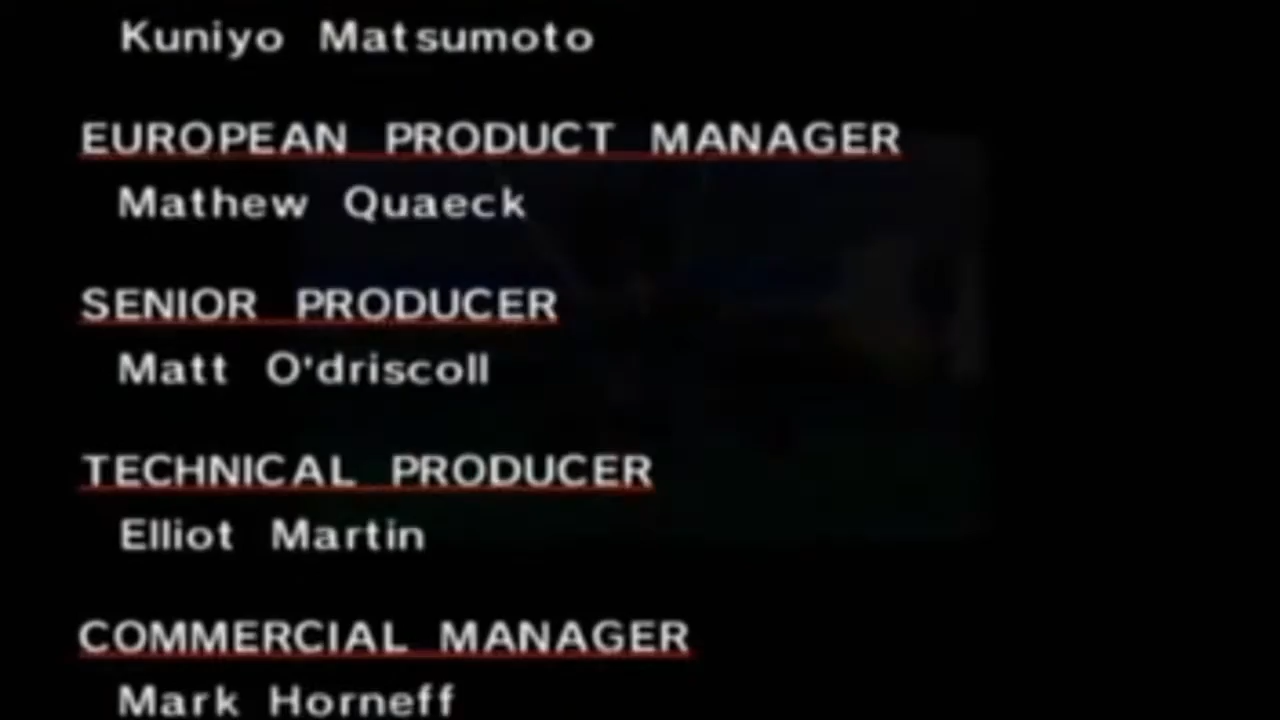 Kuniyo Matsumoto
EUROPEAN PRODUCT MANAGER
Mathew Quaeck
SENIOR PRODUCER
Matt O'driscoll
TECHNICAL PRODUCER
Elliot Martin
COMMERCIAL MANAGER
Mark Horneff